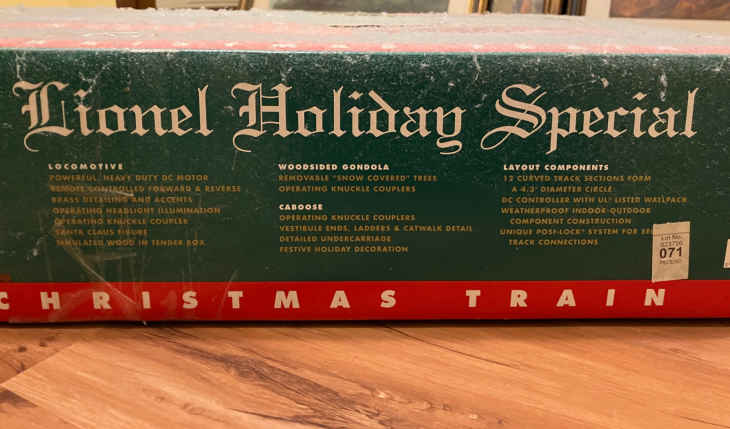 Lionel Holiday Special
LOCOMOTIVE
POWERFUL, HEAVY DUTY DC MOTOR
REMOTE CONTROLLED FORWARD & REVERSE
BRASS DETAILING AND ACCENTS
OPERATING HEADLIGHT ILLUMINATION
OPERATING KNUCKLE COUPLER
SANTA CLAUS FIGURE
SIMULATED WOOD IN TENDER BOX
WOODSIDED GONDOLA
REMOVABLE "SNOW COVERED" TREES
OPERATING KNUCKLE COUPLERS
CABOOSE
OPERATING KNUCKLE COUPLERS
VESTIBULE ENDS, LADDERS & CATWALK DETAIL
DETAILED UNDERCARRIAGE
FESTIVE HOLIDAY DECORATION
LAYOUT COMPONENTS
12 CURVED TRACK SECTIONS FORM
A 4.3' DIAMETER CIRCLE
DC CONTROLLER WITH UL® LISTED WALLPACK
WEATHERPROOF INDOOR-OUTDOOR
COMPONENT CONSTRUCTION
UNIQUE POSI-LOCK® SYSTEM FOR
TRACK CONNECTIONS
Lot No.
071
CHRISTMAS TRAIN